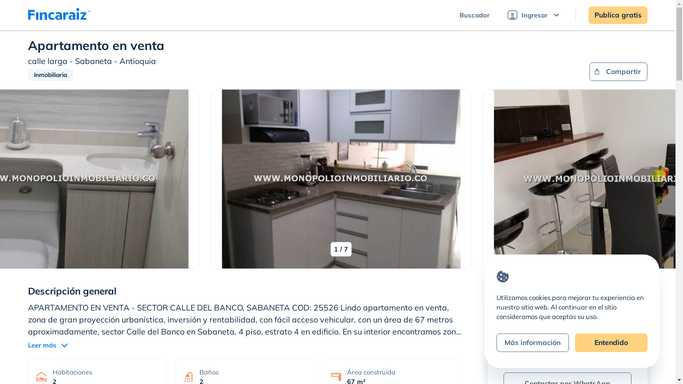 Fincaraiz
Buscador
Ingresar
Publica gratis
Apartamento en venta
calle larga - Sabaneta - Antioquia
Inmobiliaria
Compartir
WWW.MONOPOLIOINMOBILIARIO.CO
WWW.MONOPOLIOINMOBILIARIO.CO
WWW.MONOPOLIOINMOBILIARIO
1 / 7
Descripción general
APARTAMENTO EN VENTA - SECTOR CALLE DEL BANCO, SABANETA COD: 25526 Lindo apartamento en venta,
zona de gran proyección urbanística, inversión y rentabilidad, con fácil acceso vehicular, con un área de 67 metros
aproximadamente, sector Calle del Banco en Sabaneta, 4 piso, estrato 4 en edificio. En su interior encontramos zon...
Leer más
Habitaciones
2
Baños
2
Área construida
67 m²
Utilizamos cookies para mejorar tu experiencia en
nuestro sitio web. Al continuar en el sitio
consideramos que aceptas su uso.
Más información
Entendido
Contactar por WhatsApp